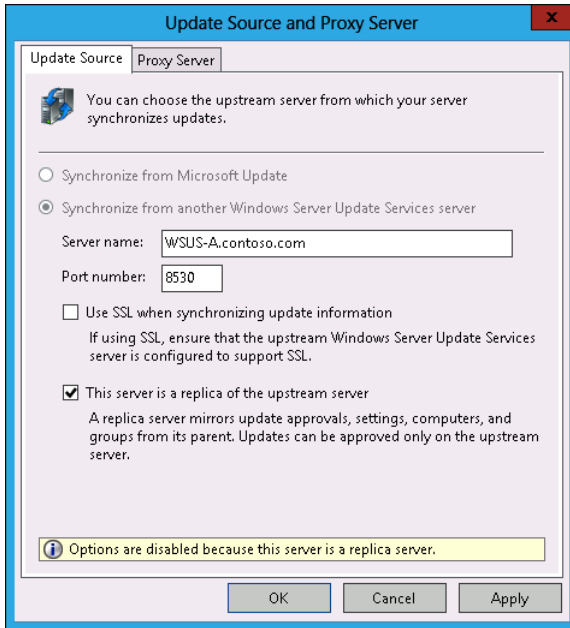 Update Source and Proxy Server
x
Update Source
Proxy Server
You can choose the upstream server from which your server
synchronizes updates.
Synchronize from Microsoft Update
Synchronize from another Windows Server Update Services server
Server name: WSUS-A.contoso.com
Port number: 8530
Use SSL when synchronizing update information
If using SSL, ensure that the upstream Windows Server Update Services
server is configured to support SSL.
This server is a replica of the upstream server
A replica server mirrors update approvals, settings, computers, and
groups from its parent. Updates can be approved only on the upstream
server.
Options are disabled because this server is a replica server.
OK
Cancel
Apply